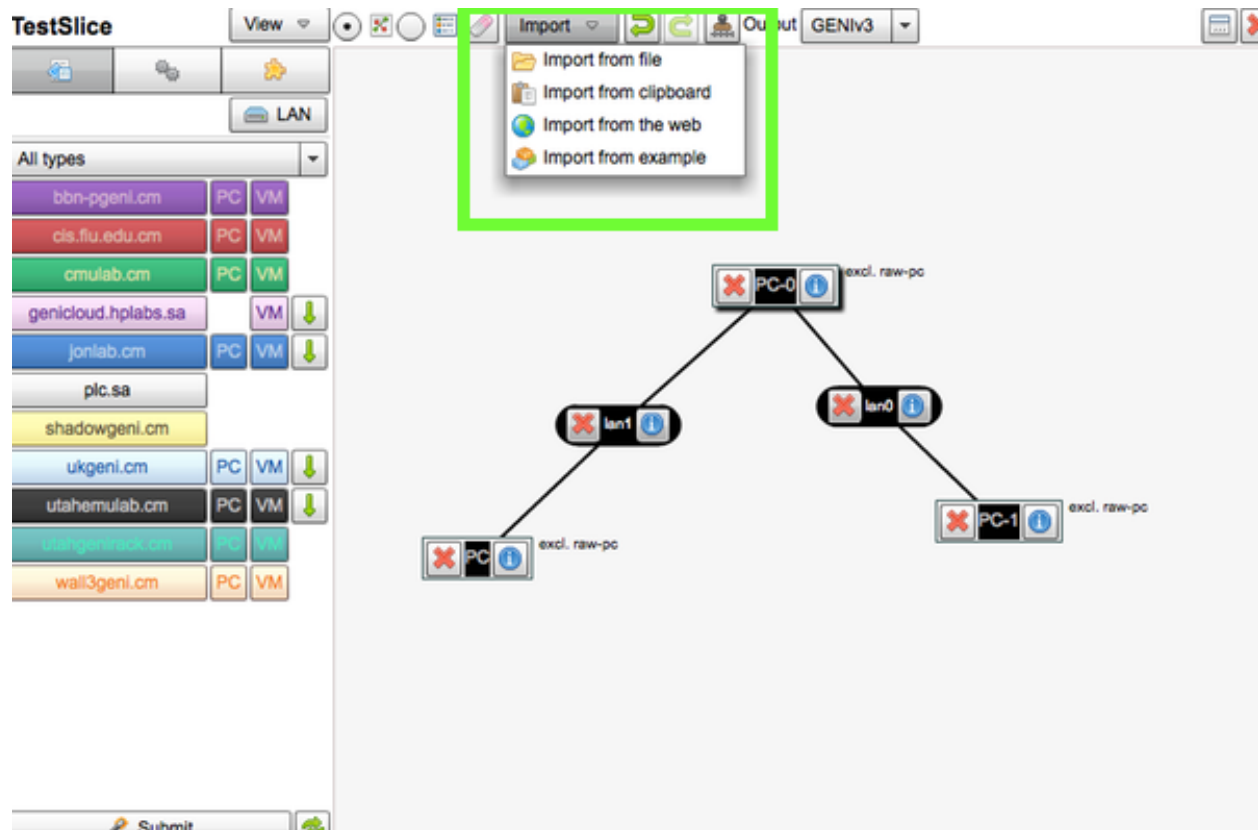 TestSlice View Import Output GENIv3
Import from file
Import from clipboard
Import from the web
Import from example
LAN
All types
bbn-pgeni.cm PC VM
cis.fiu.edu.cm PC VM
cmulab.cm PC VM
genicloud.hplabs.sa VM
jonlab.cm PC VM
plc.sa
shadowgeni.cm
ukgeni.cm PC VM
utahemulab.cm PC VM
utahgenirack.cm PC VM
wall3geni.cm PC VM
Submit
PC-0 excl. raw-pc
lan1
lan0
PC-1 excl. raw-pc
PC excl. raw-pc